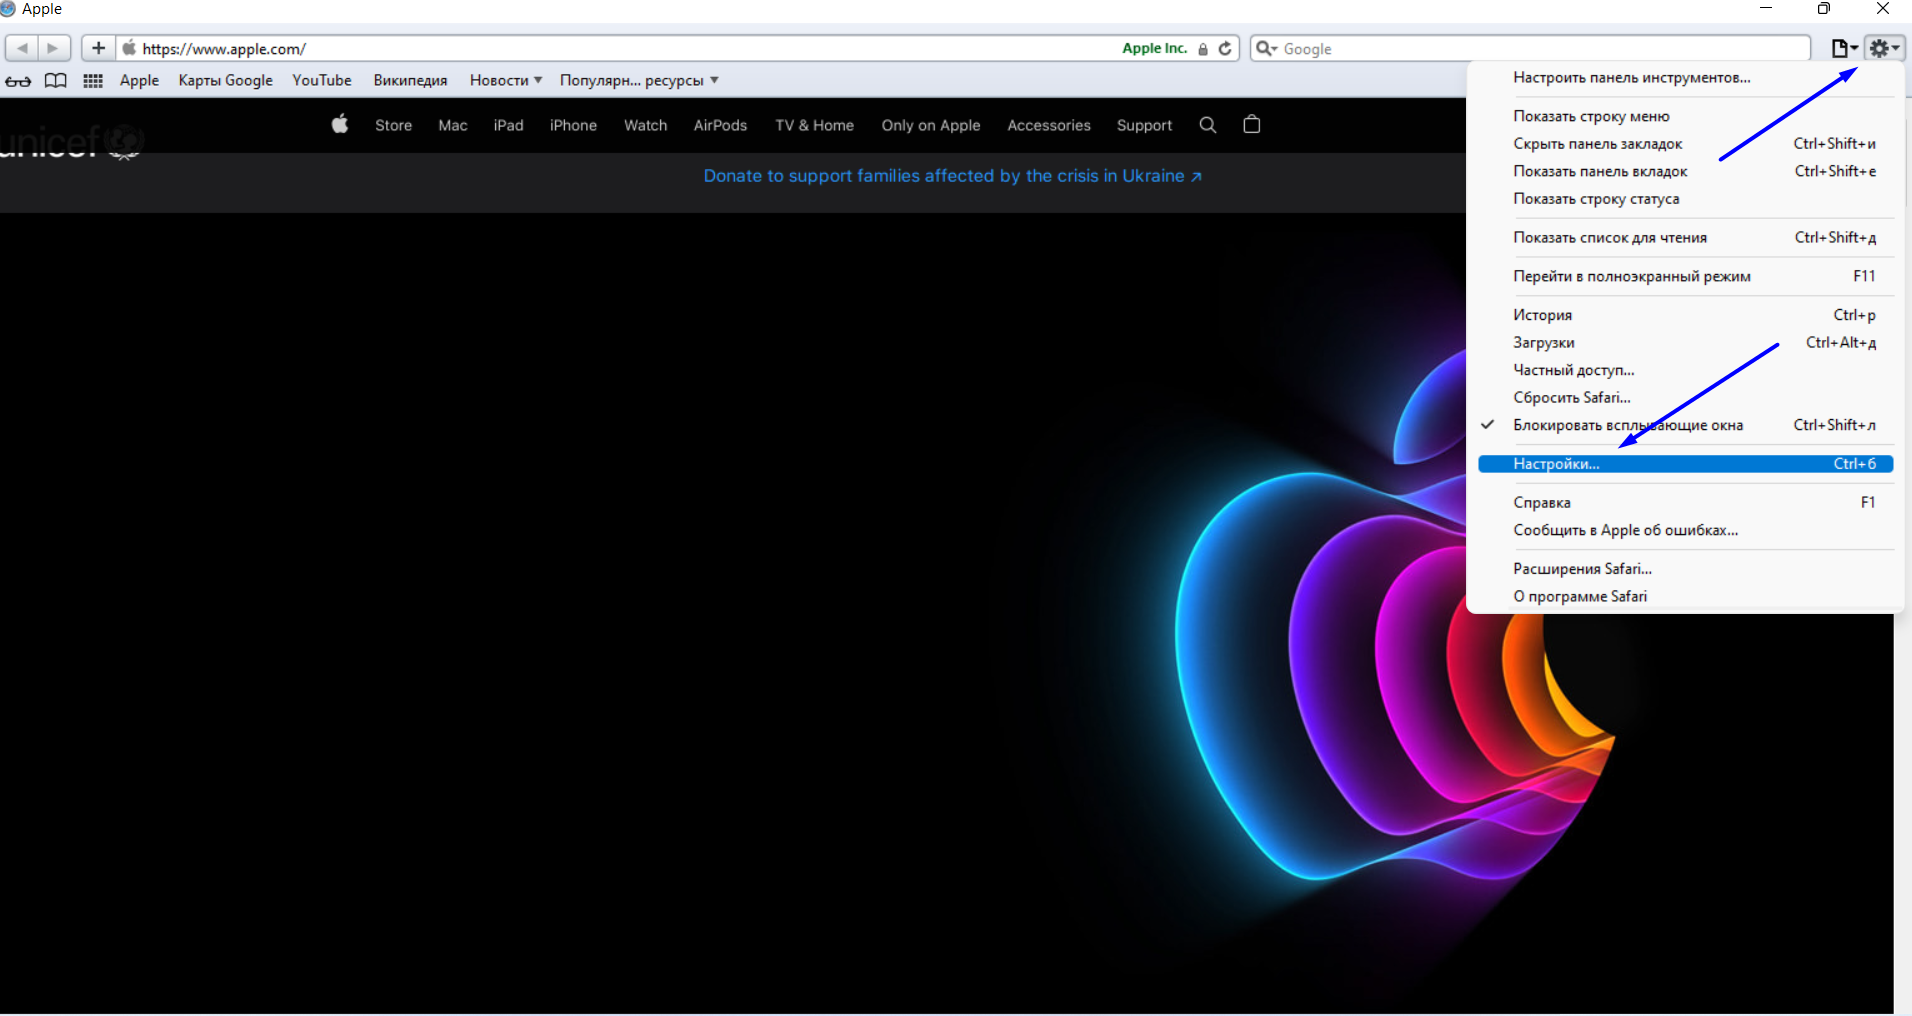 Apple
https://www.apple.com/ Apple Inc. Google
Apple Карты Google YouTube Википедия Новости Популярн... ресурсы
Store Mac iPad iPhone Watch AirPods TV & Home Only on Apple Accessories Support
unicef
Donate to support families affected by the crisis in Ukraine ↗
Настроить панель инструментов...
Показать строку меню
Скрыть панель закладок Ctrl+Shift+и
Показать панель вкладок Ctrl+Shift+е
Показать строку статуса
Показать список для чтения Ctrl+Shift+д
Перейти в полноэкранный режим F11
История Ctrl+р
Загрузки Ctrl+Alt+д
Частный доступ...
Сбросить Safari...
Блокировать всплывающие окна Ctrl+Shift+л
Настройки... Ctrl+б
Справка F1
Сообщить в Apple об ошибках...
Расширения Safari...
О программе Safari